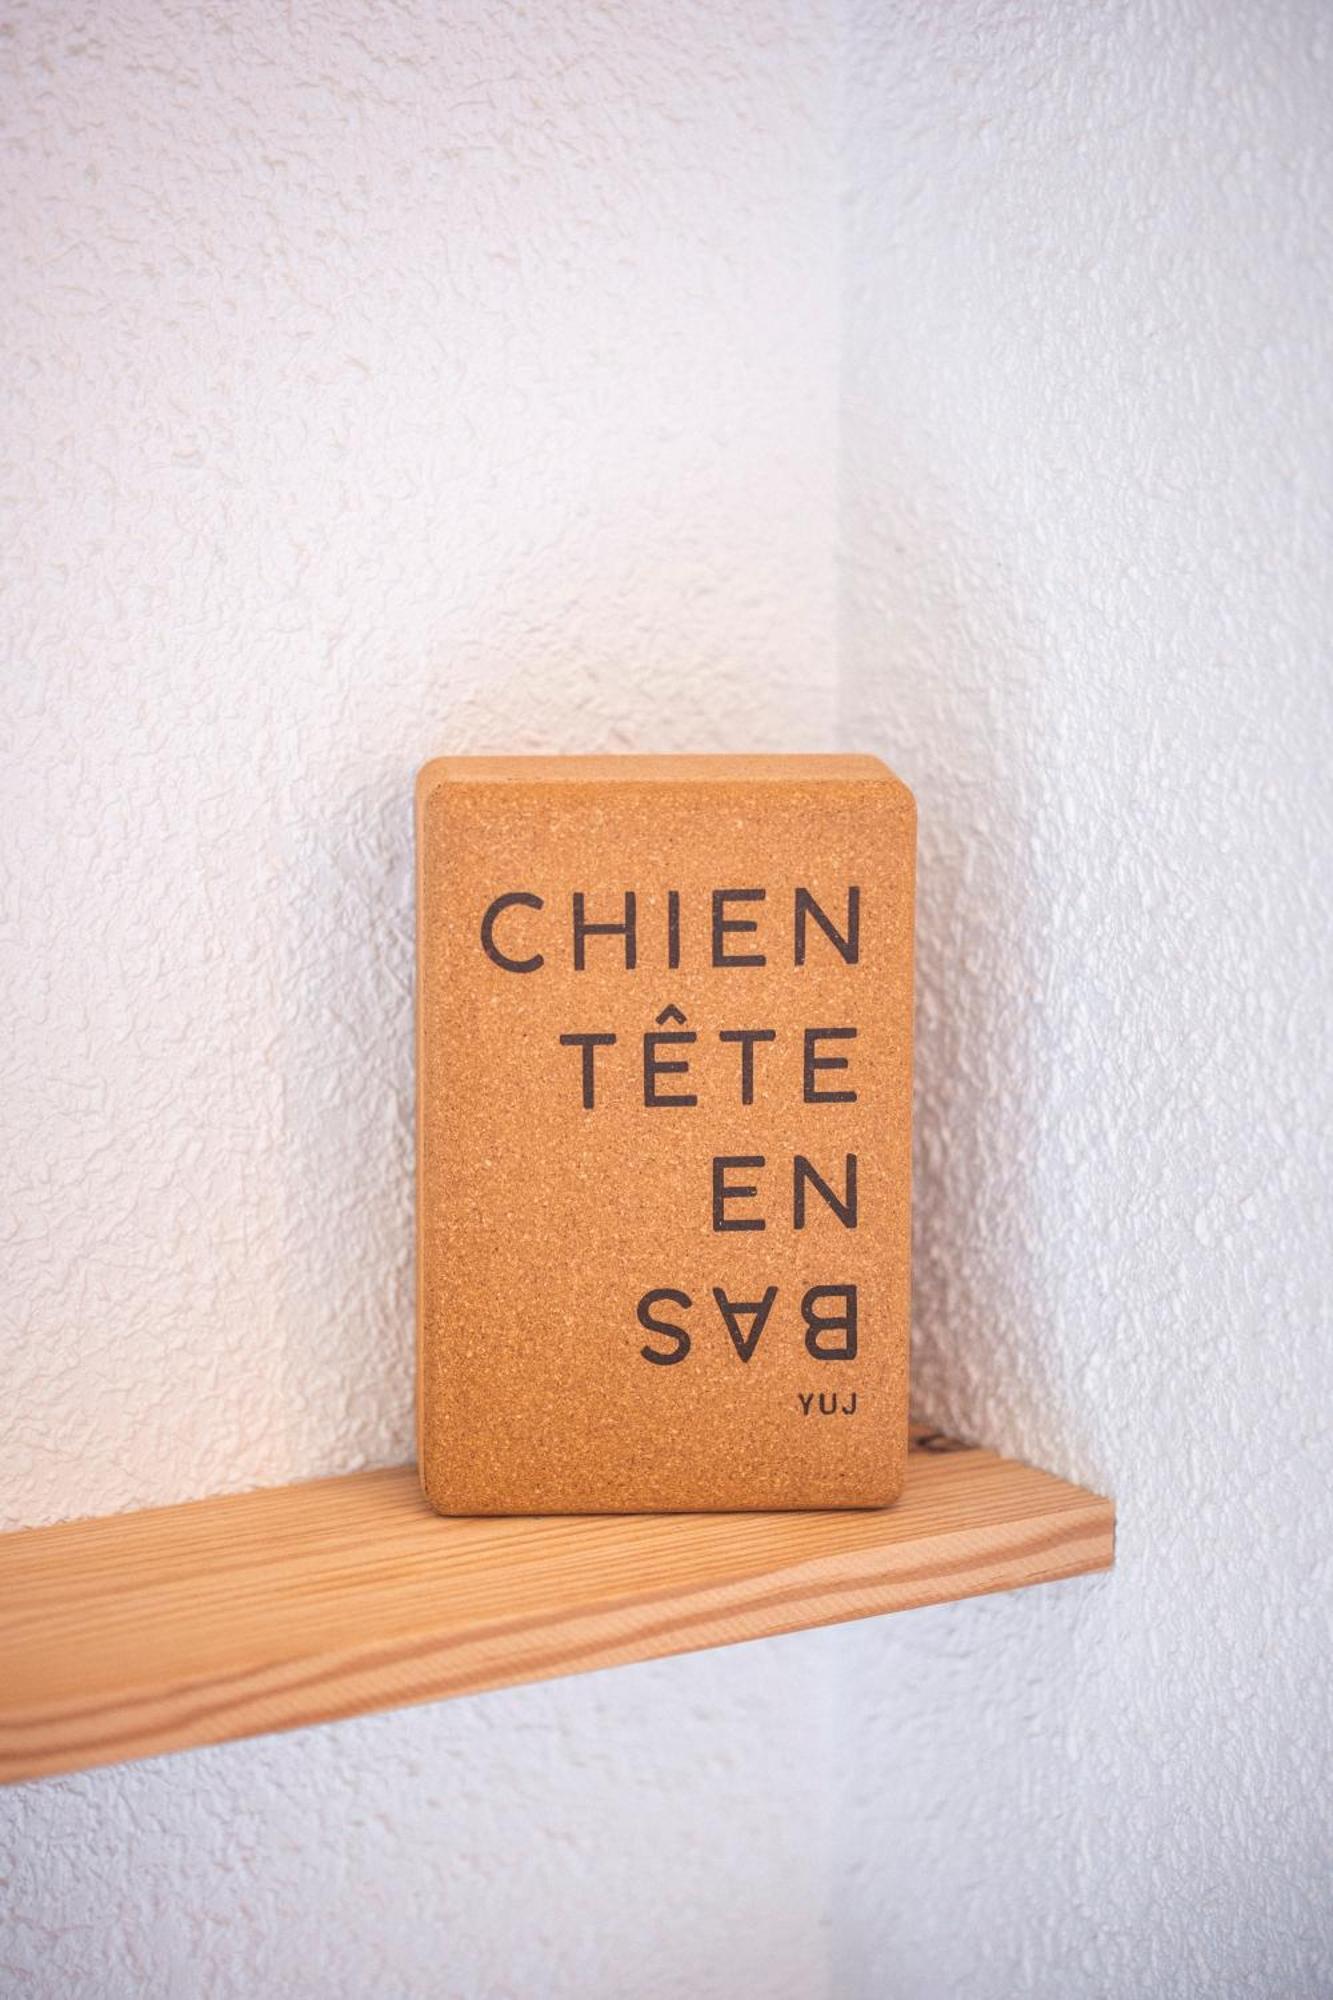 CHIEN
TÊTE
EN
BAS
YUJ